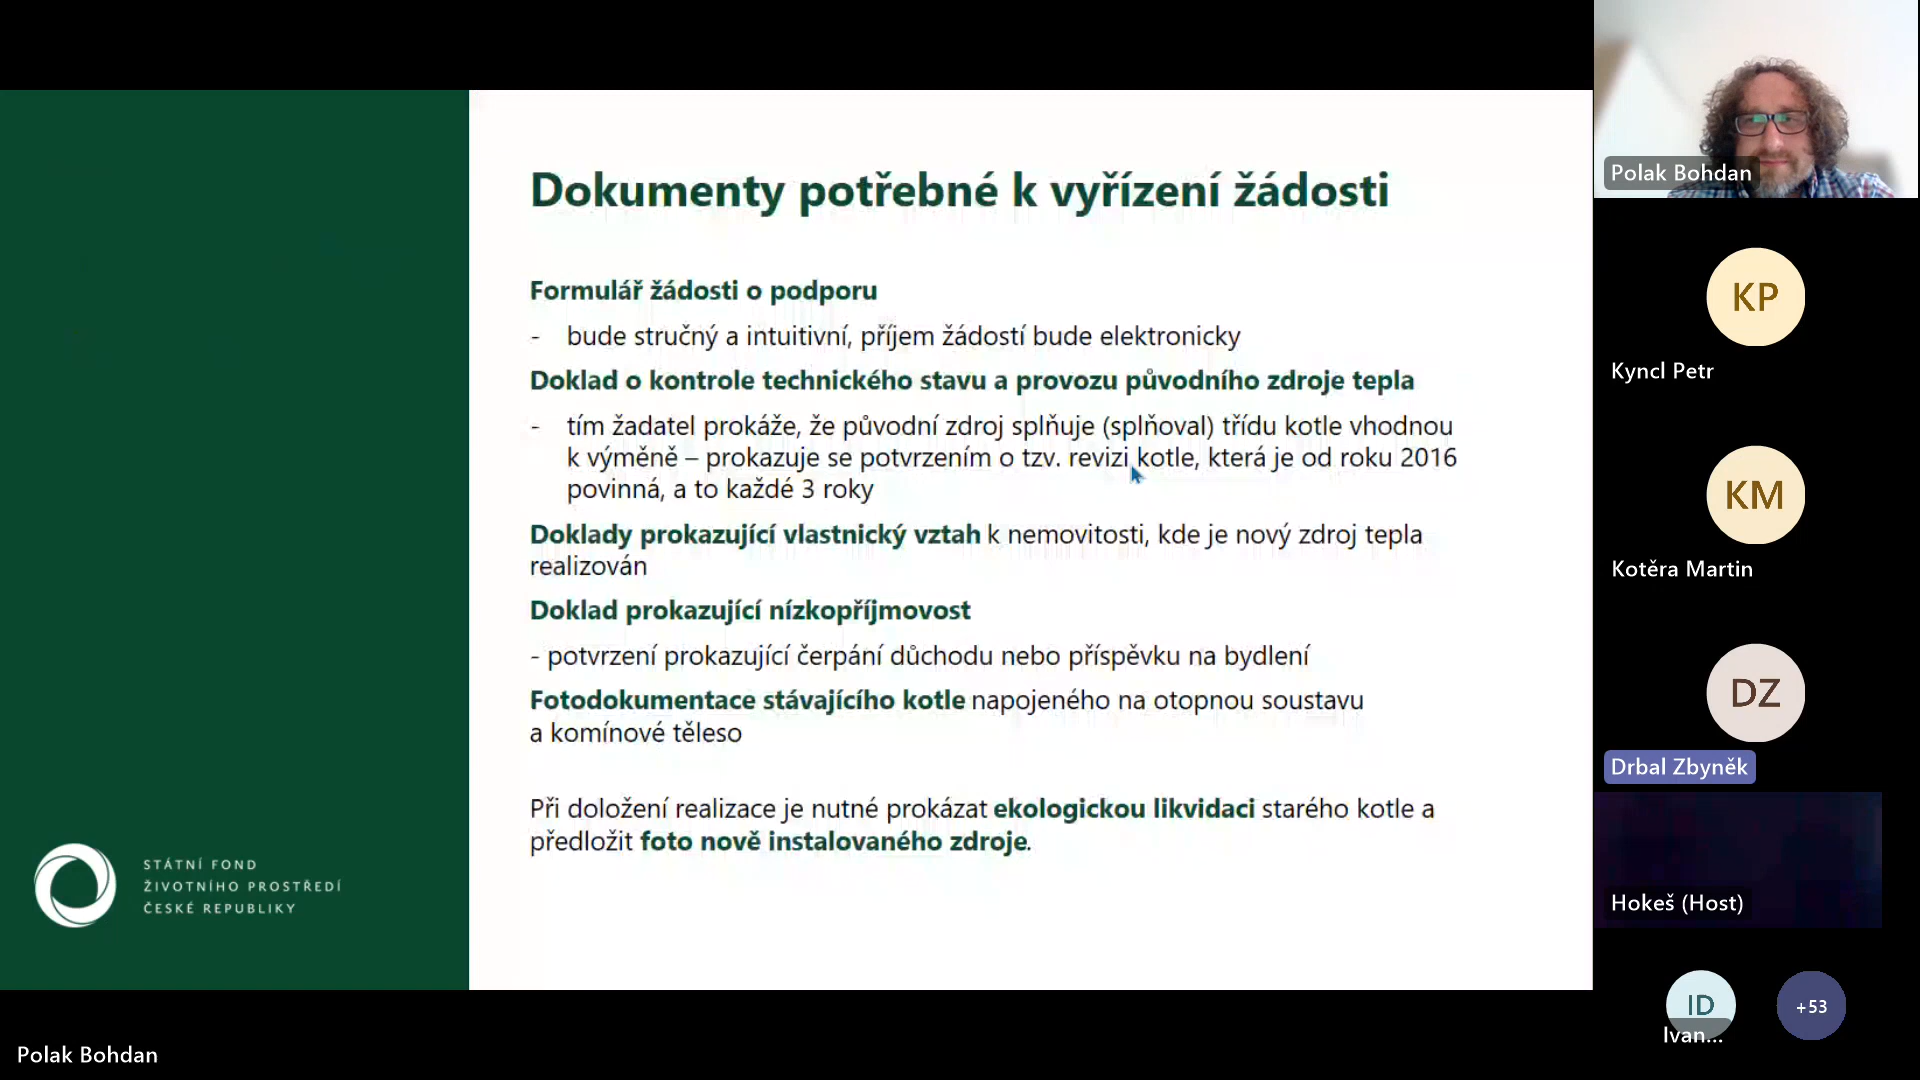 Dokumenty potřebné k vyřízení žádosti
Formulář žádosti o podporu
- bude stručný a intuitivní, příjem žádostí bude elektronicky
Doklad o kontrole technického stavu a provozu původního zdroje tepla
- tím žadatel prokáže, že původní zdroj splňuje (splňoval) třídu kotle vhodnou
k výměně – prokazuje se potvrzením o tzv. revizi kotle, která je od roku 2016
povinná, a to každé 3 roky
Doklady prokazující vlastnický vztah k nemovitosti, kde je nový zdroj tepla
realizován
Doklad prokazující nízkopříjmovost
- potvrzení prokazující čerpání důchodu nebo příspěvku na bydlení
Fotodokumentace stávajícího kotle napojeného na otopnou soustavu
a komínové těleso
Při doložení realizace je nutné prokázat ekologickou likvidaci starého kotle a
předložit foto nově instalovaného zdroje.
STÁTNÍ FOND
ŽIVOTNÍHO PROSTŘEDÍ
ČESKÉ REPUBLIKY
Polak Bohdan
Polak Bohdan
KP
Kyncl Petr
KM
Kotěra Martin
DZ
Drbal Zbyněk
Hokeš (Host)
ID
Ivan...
+53